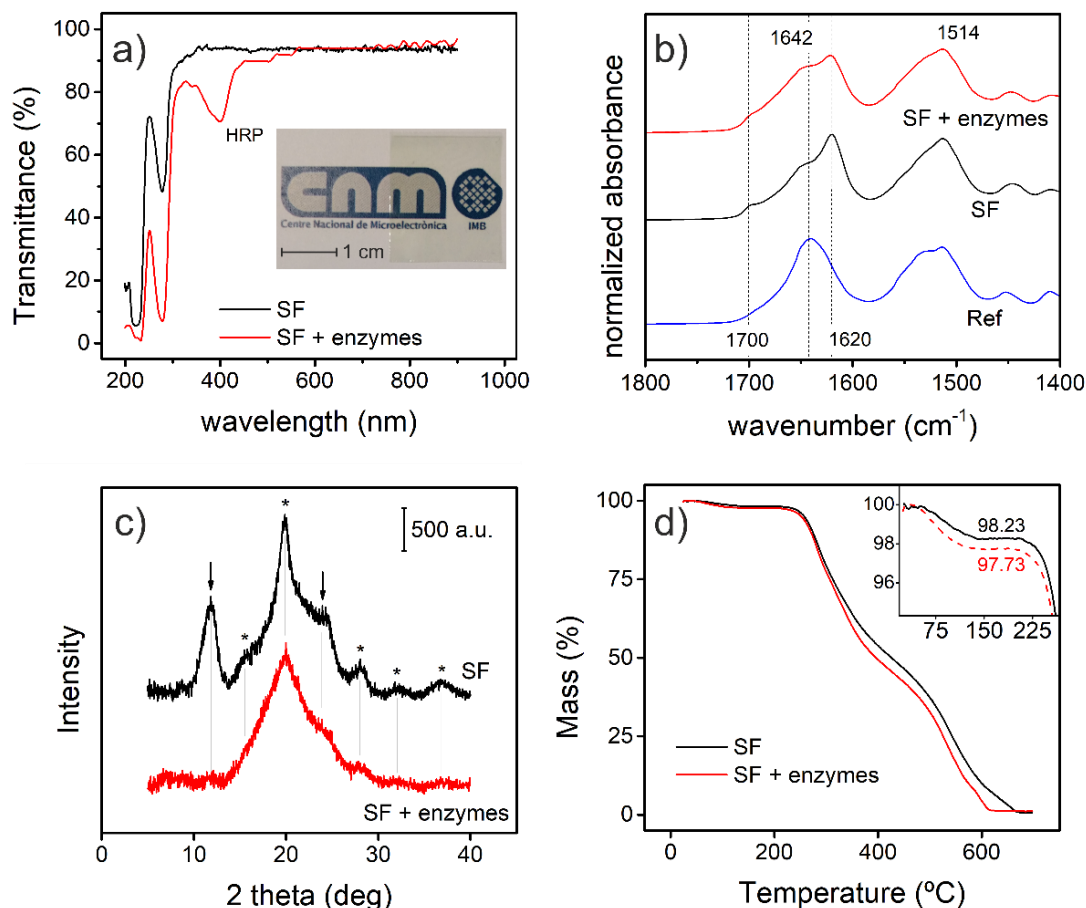 a)
Transmittance (%)
100
80
60
40
20
0
HRP
cnm
Centre Nacional de Microelectrònica
IMB
1 cm
SF
SF + enzymes
200
400
600
800
1000
wavelength (nm)
b)
normalized absorbance
1642
1514
SF + enzymes
SF
Ref
1700
1620
1800
1700
1600
1500
1400
wavenumber (cm-1)
c)
Intensity
500 a.u.
*
*
*
*
*
SF
SF + enzymes
0
10
20
30
40
2 theta (deg)
d)
Mass (%)
100
75
50
25
0
100
98
96
98.23
97.73
75
150
225
SF
SF + enzymes
0
200
400
600
Temperature (ºC)